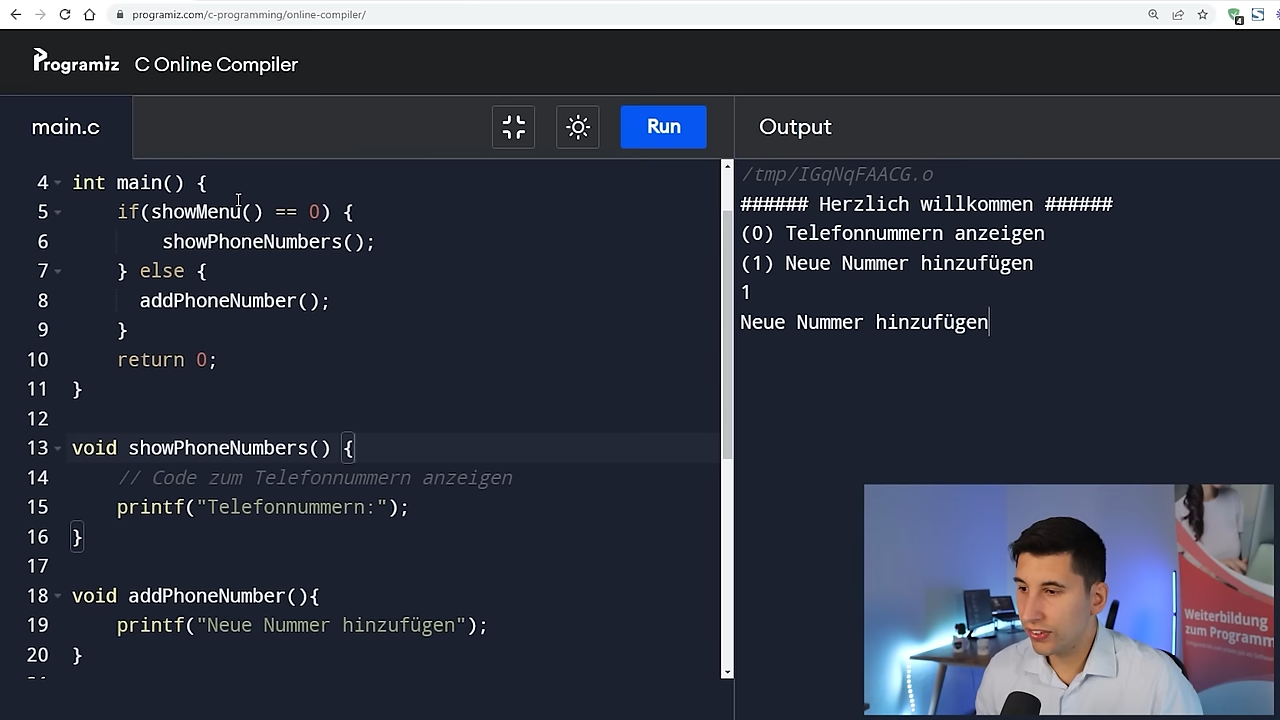 programiz.com/c-programming/online-compiler/
4
Programiz C Online Compiler
main.c
Run
Output
4 int main() {
5 if(showMenu() == 0) {
6 showPhoneNumbers();
7 } else {
8 addPhoneNumber();
9 }
10 return 0;
11 }
12
13 void showPhoneNumbers() {
14 // Code zum Telefonnummern anzeigen
15 printf("Telefonnummern:");
16 }
17
18 void addPhoneNumber(){
19 printf("Neue Nummer hinzufügen");
20 }
/tmp/IGqNqFAACG.o
###### Herzlich willkommen ######
(0) Telefonnummern anzeigen
(1) Neue Nummer hinzufügen
1
Neue Nummer hinzufügen
Weiterbildung
zum Programm